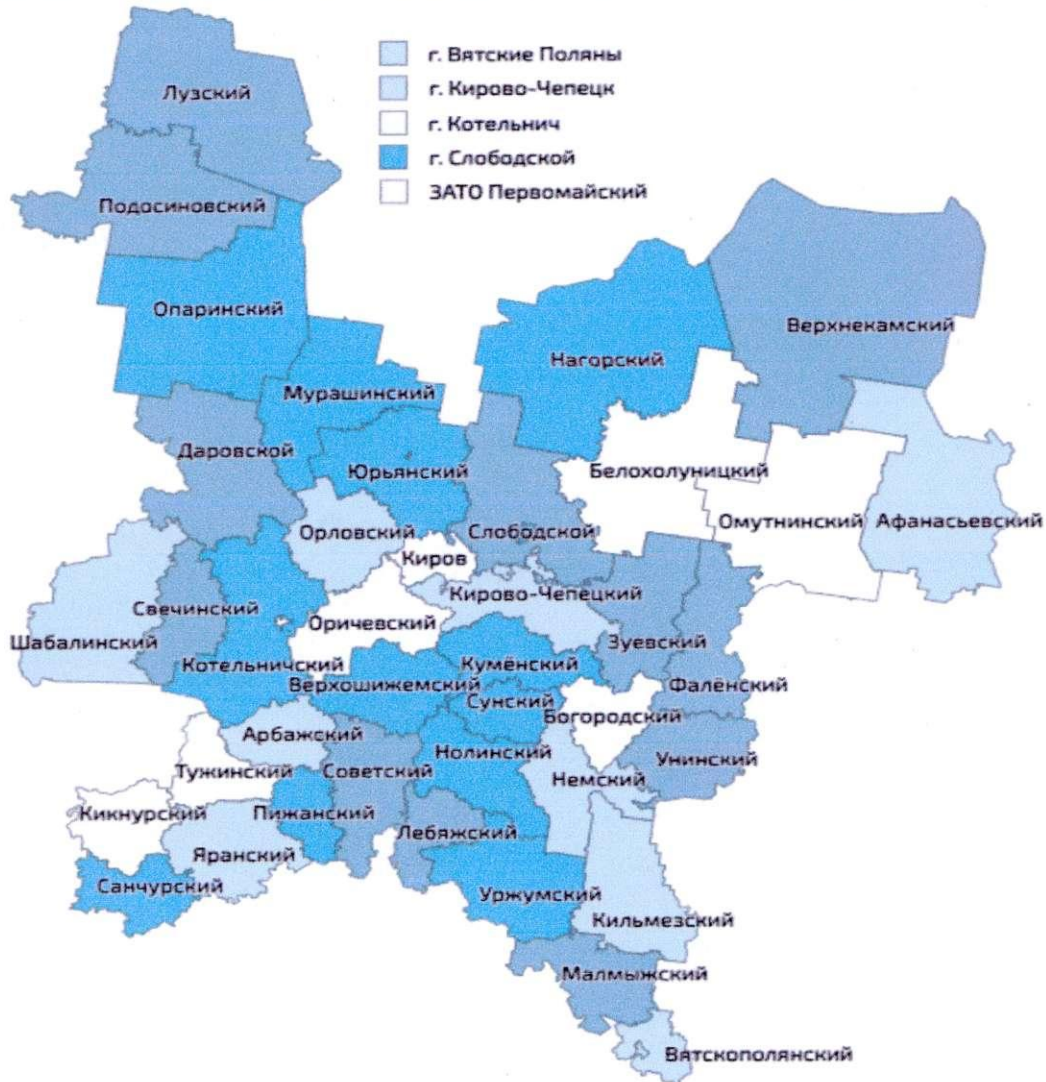 г. Вятские Поляны
г. Кирово-Чепецк
г. Котельнич
г. Слободской
ЗАТО Первомайский
Лузский
Подосиновский
Опаринский
Мурашинский
Нагорский
Верхнекамский
Даровской
Юрьянский
Белохолуницкий
Орловский
Слободской
Омутнинский
Афанасьевский
Киров
Кирово-Чепецкий
Свечинский
Оричевский
Шабалинский
Зуевский
Котельничский
Кумёнский
Верхошижемский
Фалёнский
Сунский
Богородский
Арбажский
Нолинский
Унинский
Тужинский
Советский
Немский
Кикнурский
Пижанский
Лебяжский
Яранский
Санчурский
Уржумский
Кильмезский
Малмыжский
Вятскополянский